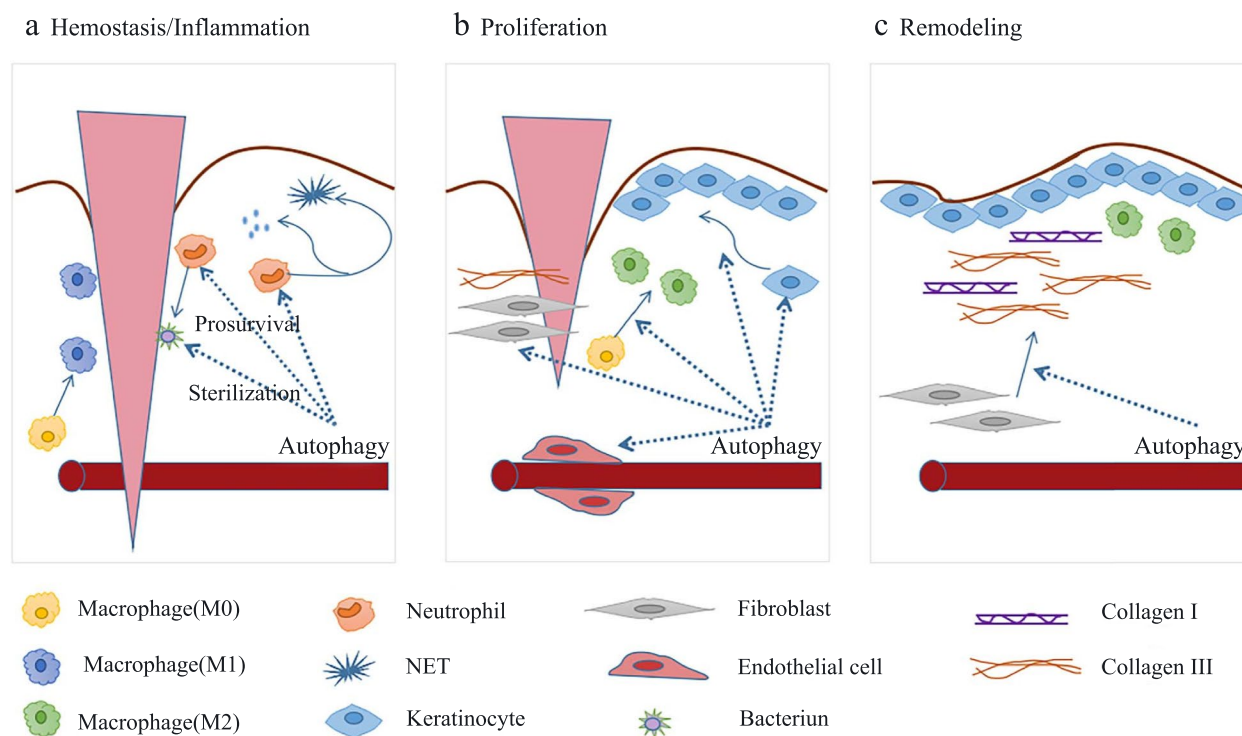 a Hemostasis/Inflammation
b Proliferation
c Remodeling
Prosurvival
Sterilization
Autophagy
Autophagy
Autophagy
Macrophage(M0)
Neutrophil
Fibroblast
Collagen I
Macrophage(M1)
NET
Endothelial cell
Collagen III
Macrophage(M2)
Keratinocyte
Bacteriun